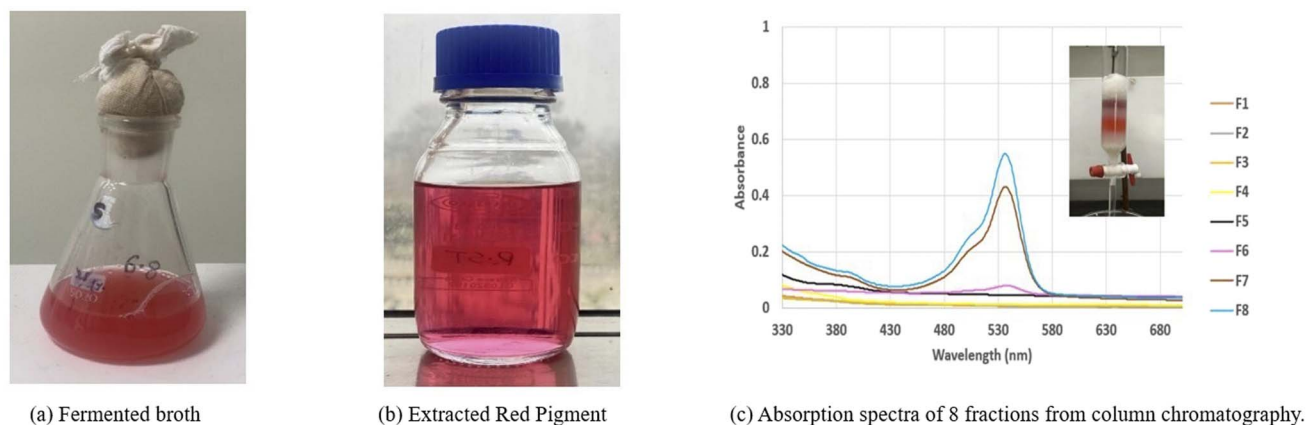 S
6.8
R.ST
1
0.8
0.6
0.4
0.2
0
330 380 430 480 530 580 630 680
Absorbance
Wavelength (nm)
F1
F2
F3
F4
F5
F6
F7
F8
(a) Fermented broth
(b) Extracted Red Pigment
(c) Absorption spectra of 8 fractions from column chromatography.